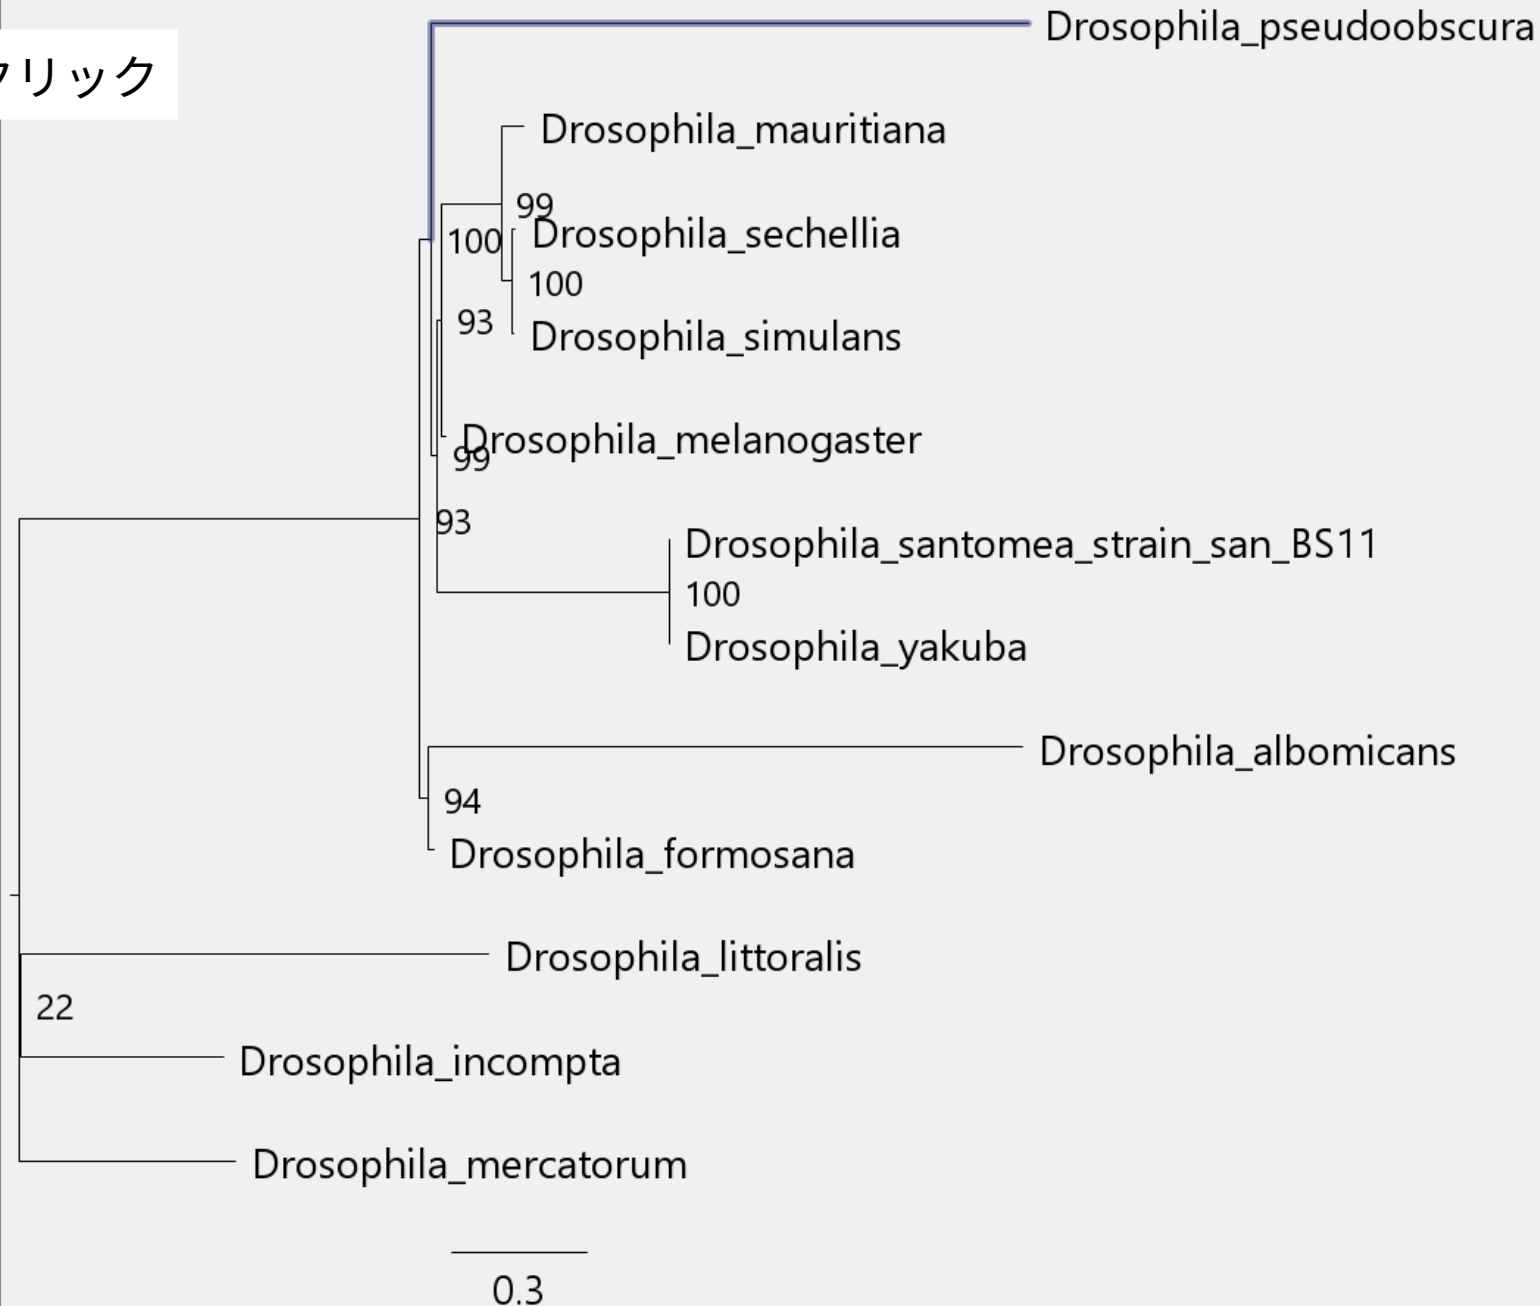 Drosophila_pseudoobscura
クリック
Drosophila_mauritiana
99
Drosophila_sechellia
100
100
93
Drosophila_simulans
Drosophila_melanogaster
99
93
Drosophila_santomea_strain_san_BS11
100
Drosophila_yakuba
Drosophila_albomicans
94
Drosophila_formosana
Drosophila_littoralis
22
Drosophila_incompta
Drosophila_mercatorum
0.3